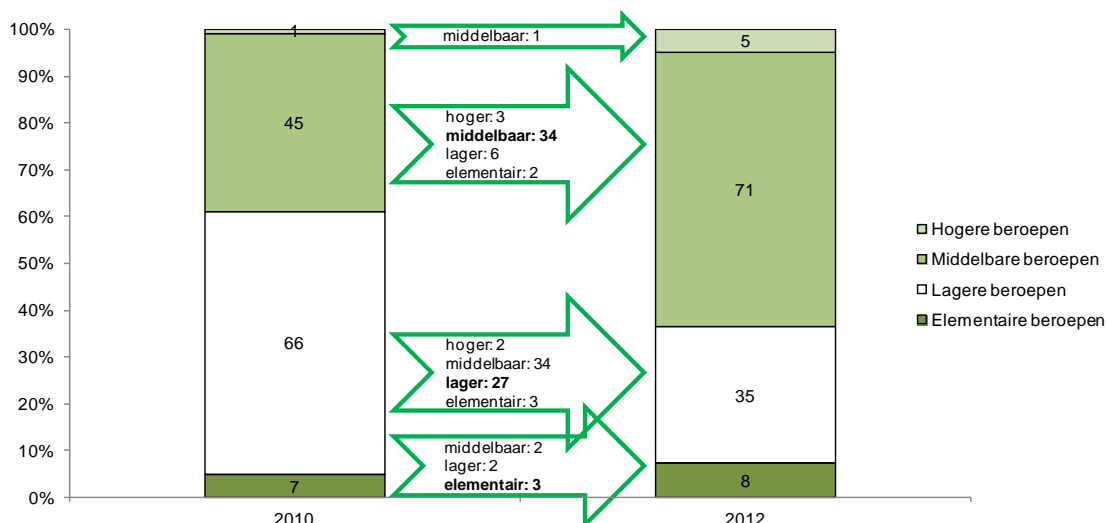 100%
90%
80%
70%
60%
50%
40%
30%
20%
10%
0%
1
45
66
7
middelbaar: 1
hoger: 3
middelbaar: 34
lager: 6
elementair: 2
hoger: 2
middelbaar: 34
lager: 27
elementair: 3
middelbaar: 2
lager: 2
elementair: 3
5
71
35
8
2010
2012
Hogere beroepen
Middelbare beroepen
Lagere beroepen
Elementaire beroepen